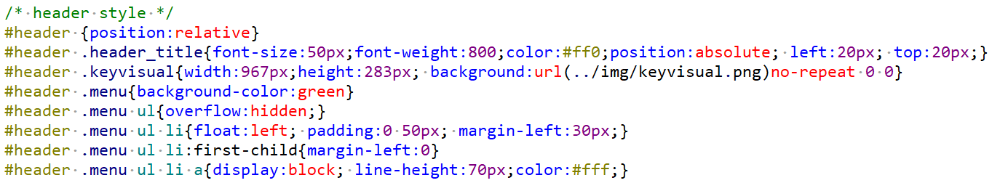 /* header style */
#header {position:relative}
#header .header_title{font-size:50px;font-weight:800;color:#ff0;position:absolute; left:20px; top:20px;}
#header .keyvisual{width:967px;height:283px; background:url(../img/keyvisual.png)no-repeat 0 0}
#header .menu{background-color:green}
#header .menu ul{overflow:hidden;}
#header .menu ul li{float:left; padding:0 50px; margin-left:30px;}
#header .menu ul li:first-child{margin-left:0}
#header .menu ul li a{display:block; line-height:70px;color:#fff;}